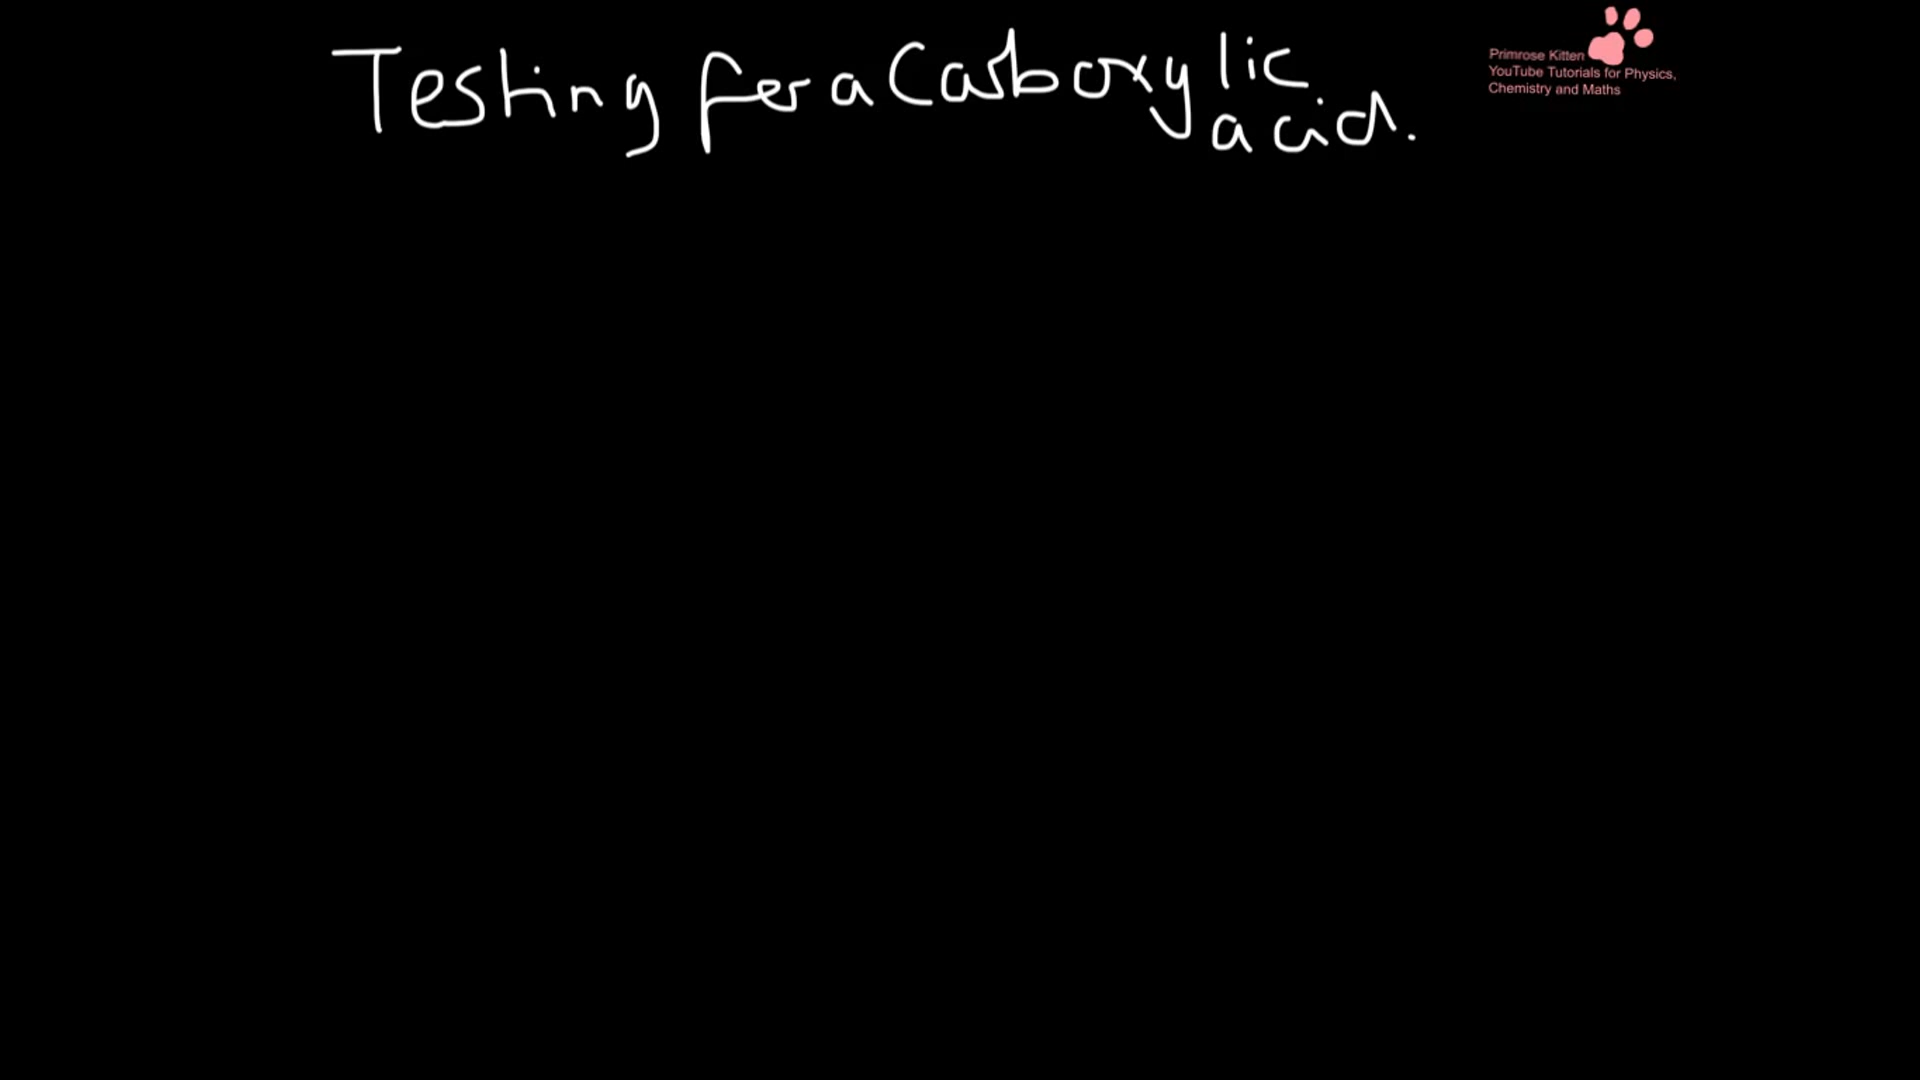 Testing for a Carboxylic
acid.
Primrose Kitten
YouTube Tutorials for Physics,
Chemistry and Maths